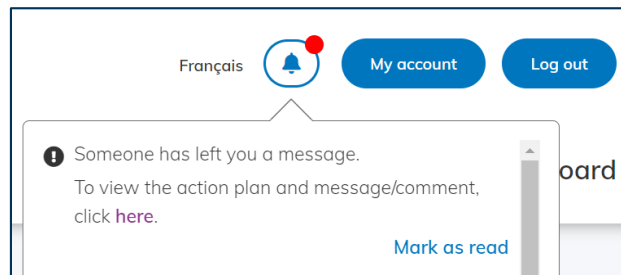 Français My account Log out
Someone has left you a message.
oard
To view the action plan and message/comment,
click here.
Mark as read